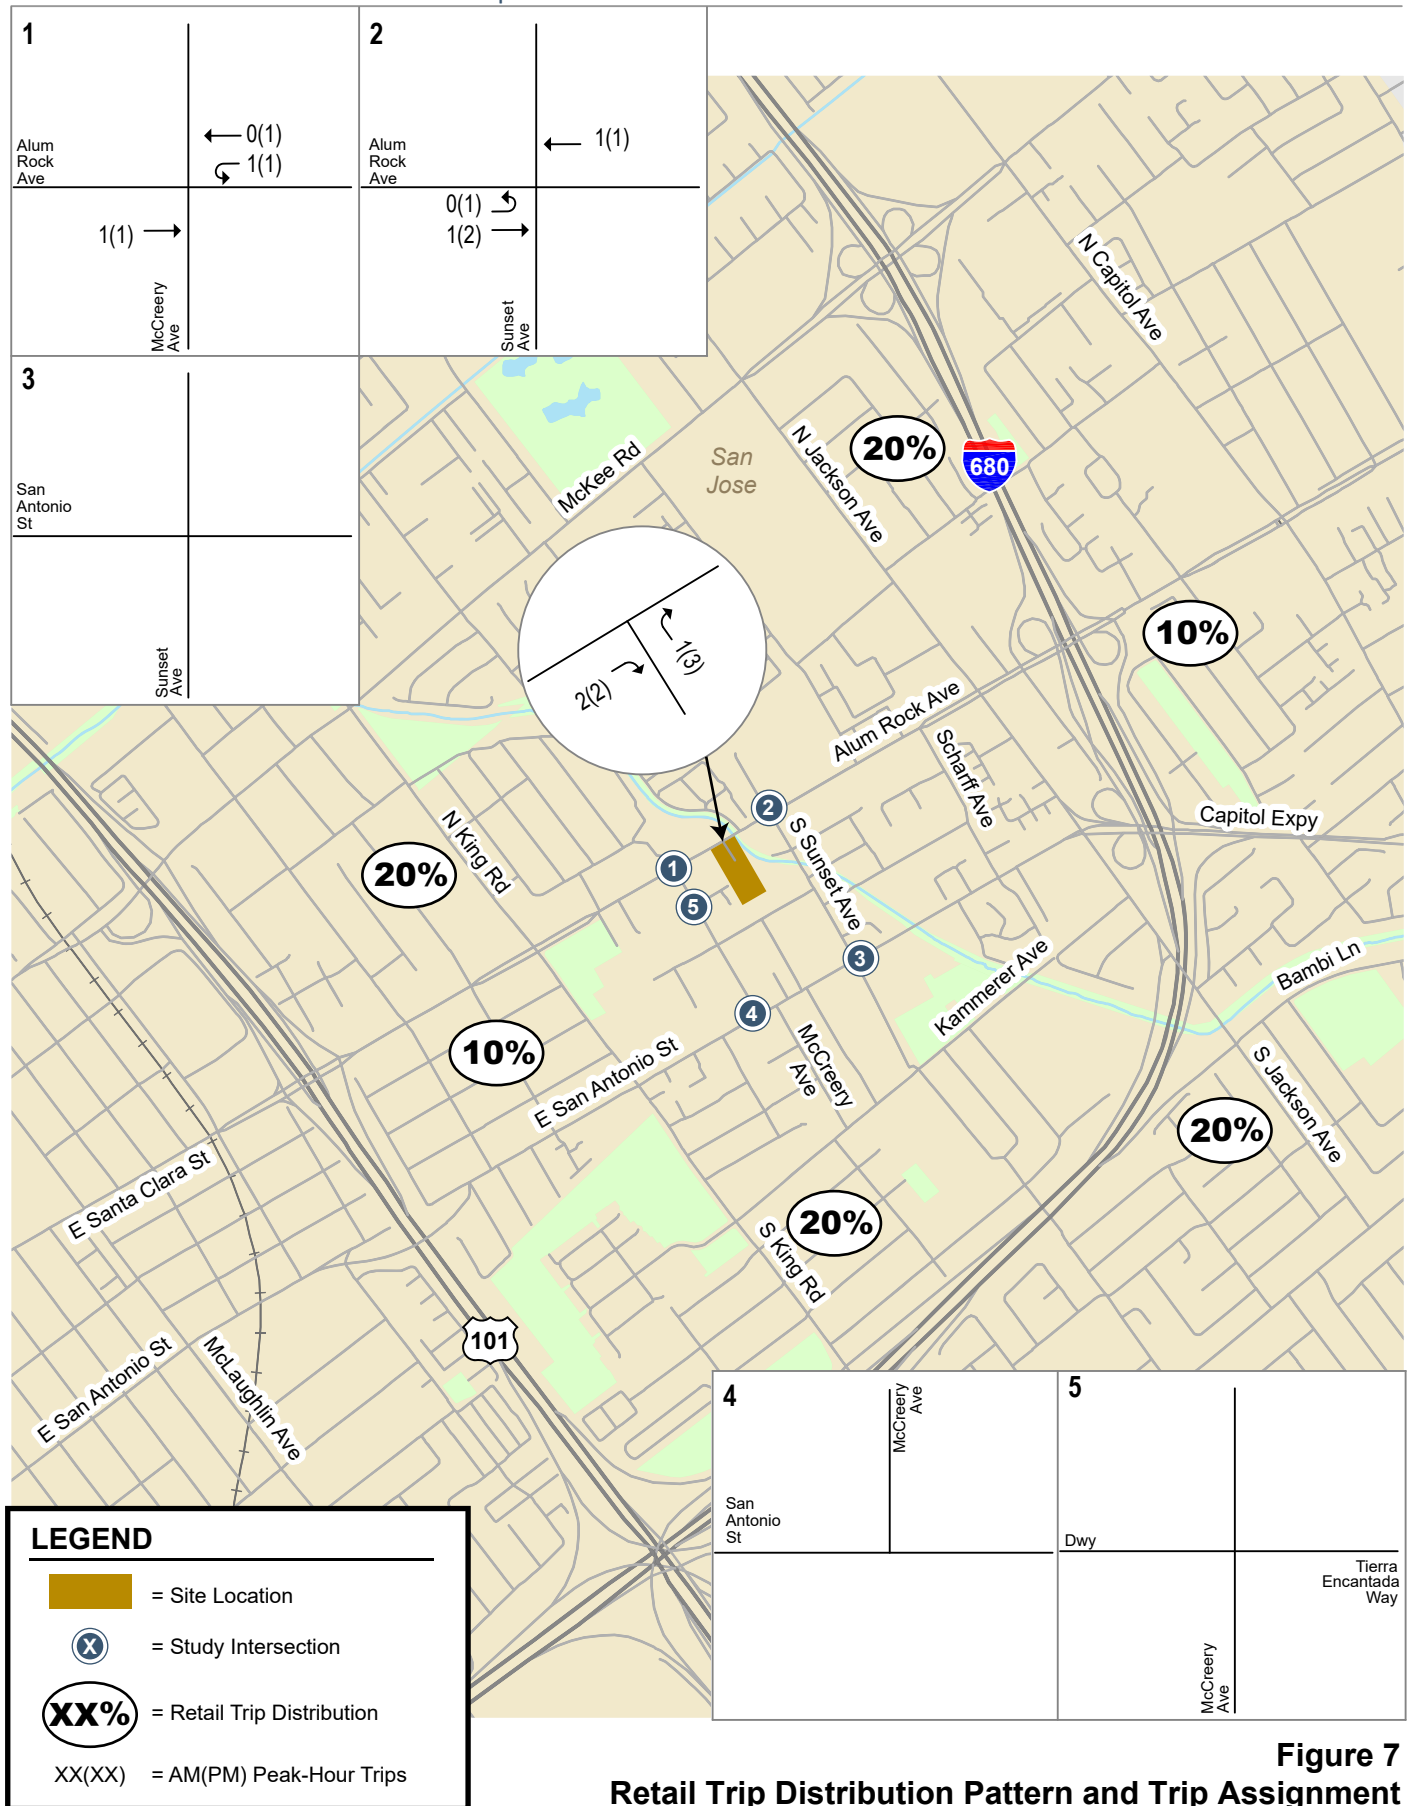 1
Alum
Rock
Ave
0(1)
1(1)
1(1)
McCreery
Ave
2
Alum
Rock
Ave
1(1)
0(1)
1(2)
Sunset
Ave
3
San
Antonio
St
Sunset
Ave
N Capitol Ave
20%
680
N Jackson Ave
San
Jose
McKee Rd
2(2)
1(3)
10%
Alum Rock Ave
Scharff Ave
Capitol Expy
2
S Sunset Ave
N King Rd
20%
1
5
3
4
Kammerer Ave
Bambi Ln
10%
E San Antonio St
McCreery
Ave
S Jackson Ave
20%
E Santa Clara St
20%
S King Rd
101
E San Antonio St
McLaughlin Ave
4
McCreery
Ave
San
Antonio
St
5
Dwy
Tierra
Encantada
Way
McCreery
Ave
LEGEND
= Site Location
X
= Study Intersection
XX%
= Retail Trip Distribution
XX(XX)
= AM(PM) Peak-Hour Trips
Figure 7
Retail Trip Distribution Pattern and Trip Assignment